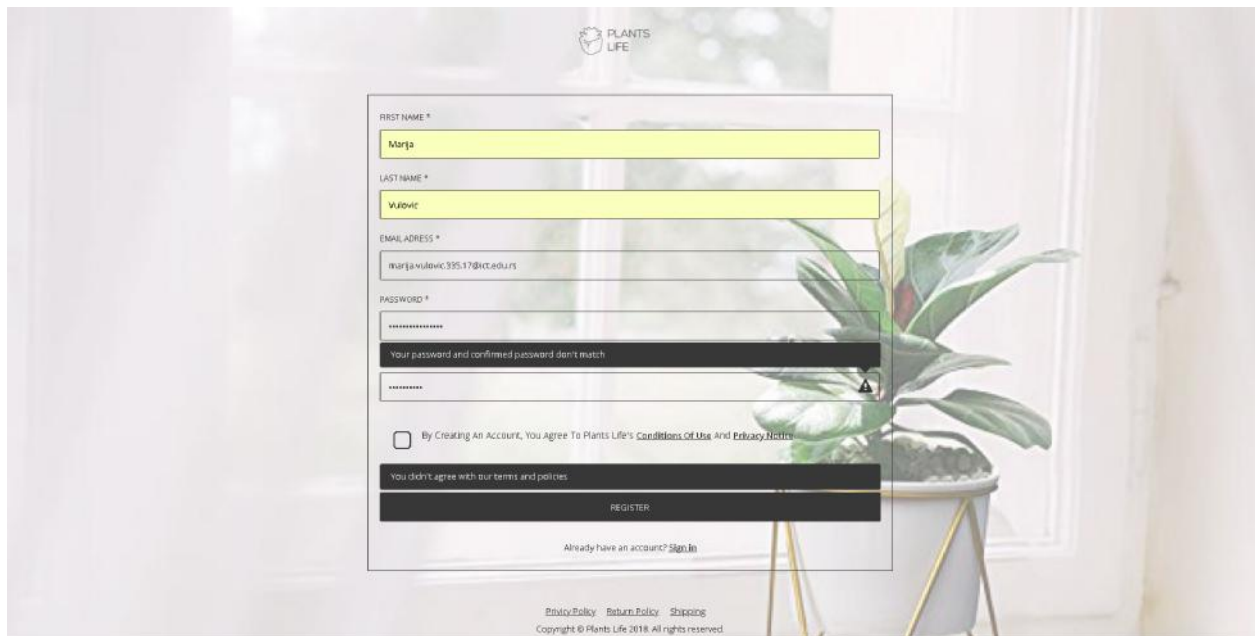 PLANTS
LIFE
FIRST NAME *
Marija
LAST NAME *
Vulovic
EMAIL ADRESS *
marija.vulovic.335.17@ict.edu.rs
PASSWORD *
Your password and confirmed password don't match
By Creating An Account, You Agree To Plants Life's Conditions Of Use And Privacy Notice
You didn't agree with our terms and policies
REGISTER
Already have an account? Sign in
Privicy Policy Return Policy Shipping
Copyright © Plants Life 2018. All rights reserved.